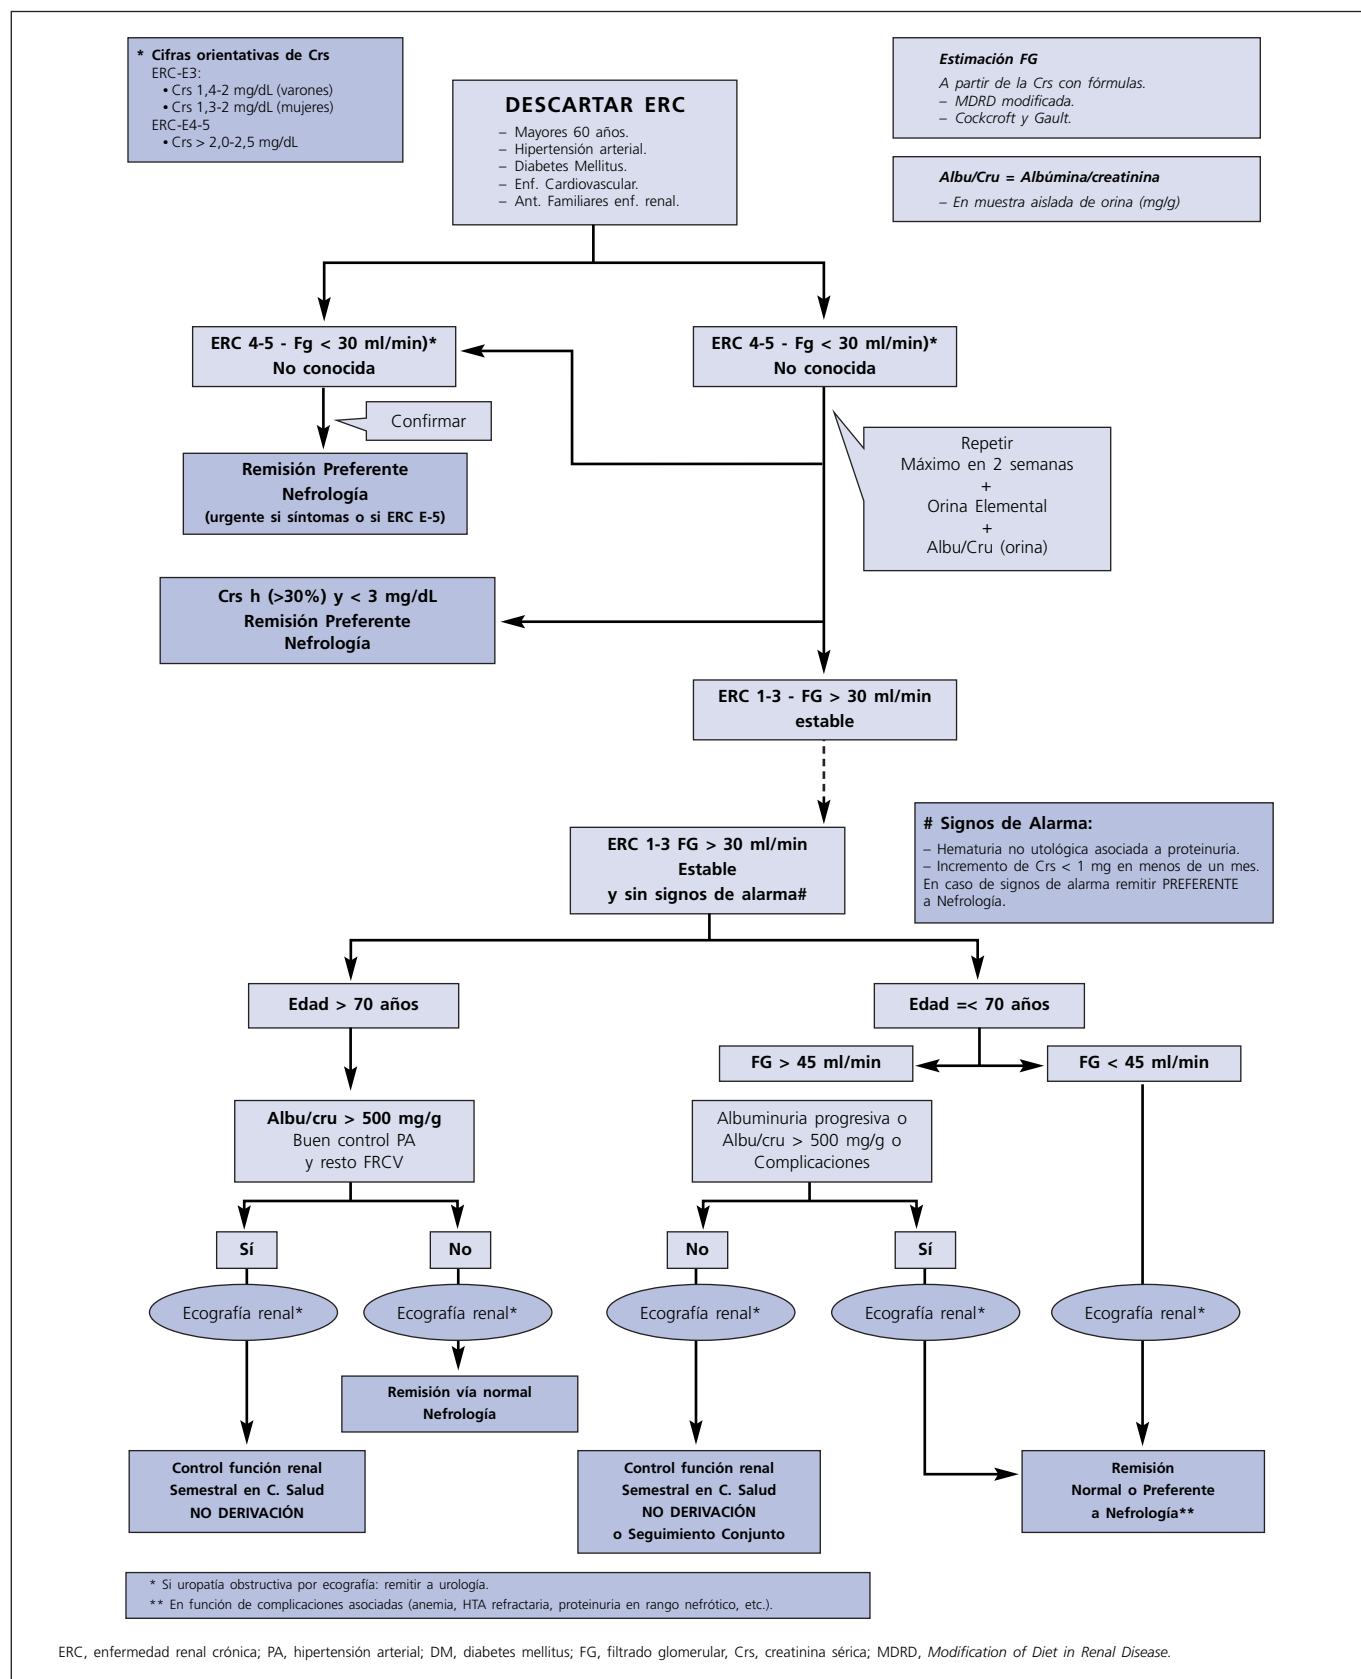 * Cifras orientativas de Crs
ERC-E3:
• Crs 1,4-2 mg/dL (varones)
• Crs 1,3-2 mg/dL (mujeres)
ERC-E4-5
• Crs > 2,0-2,5 mg/dL
DESCARTAR ERC
– Mayores 60 años.
– Hipertensión arterial.
– Diabetes Mellitus.
– Enf. Cardiovascular.
– Ant. Familiares enf. renal.
Estimación FG
A partir de la Crs con fórmulas.
– MDRD modificada.
– Cockcroft y Gault.
Albu/Cru = Albúmina/creatinina
– En muestra aislada de orina (mg/g)
ERC 4-5 - Fg < 30 ml/min)*
No conocida
ERC 4-5 - Fg < 30 ml/min)*
No conocida
Confirmar
Repetir
Máximo en 2 semanas
+
Orina Elemental
+
Albu/Cru (orina)
Remisión Preferente
Nefrología
(urgente si síntomas o si ERC E-5)
Crs h (>30%) y < 3 mg/dL
Remisión Preferente
Nefrología
ERC 1-3 - FG > 30 ml/min
estable
ERC 1-3 FG > 30 ml/min
Estable
y sin signos de alarma#
# Signos de Alarma:
– Hematuria no utológica asociada a proteinuria.
– Incremento de Crs < 1 mg en menos de un mes.
En caso de signos de alarma remitir PREFERENTE
a Nefrología.
Edad > 70 años
Edad =< 70 años
FG > 45 ml/min
FG < 45 ml/min
Albu/cru > 500 mg/g
Buen control PA
y resto FRCV
Albuminuria progresiva o
Albu/cru > 500 mg/g o
Complicaciones
Sí
No
No
Sí
Ecografía renal*
Ecografía renal*
Ecografía renal*
Ecografía renal*
Ecografía renal*
Remisión vía normal
Nefrología
Control función renal
Semestral en C. Salud
NO DERIVACIÓN
Control función renal
Semestral en C. Salud
NO DERIVACIÓN
o Seguimiento Conjunto
Remisión
Normal o Preferente
a Nefrología**
* Si uropatía obstructiva por ecografía: remitir a urología.
** En función de complicaciones asociadas (anemia, HTA refractaria, proteinuria en rango nefrótico, etc.).
ERC, enfermedad renal crónica; PA, hipertensión arterial; DM, diabetes mellitus; FG, filtrado glomerular, Crs, creatinina sérica; MDRD, Modification of Diet in Renal Disease.